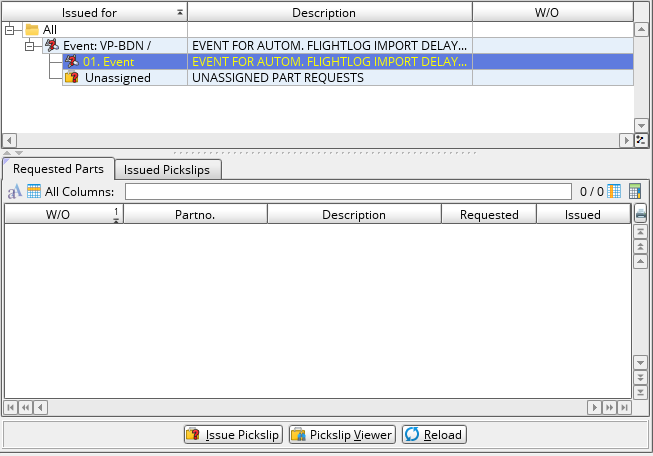 Issued for Description W/O
All
Event: VP-BDN / EVENT FOR AUTOM. FLIGHTLOG IMPORT DELAY...
01. Event EVENT FOR AUTOM. FLIGHTLOG IMPORT DELAY...
Unassigned UNASSIGNED PART REQUESTS
Requested Parts Issued Pickslips
All Columns: 0 / 0
W/O 1 Partno. Description Requested Issued
Issue Pickslip Pickslip Viewer Reload